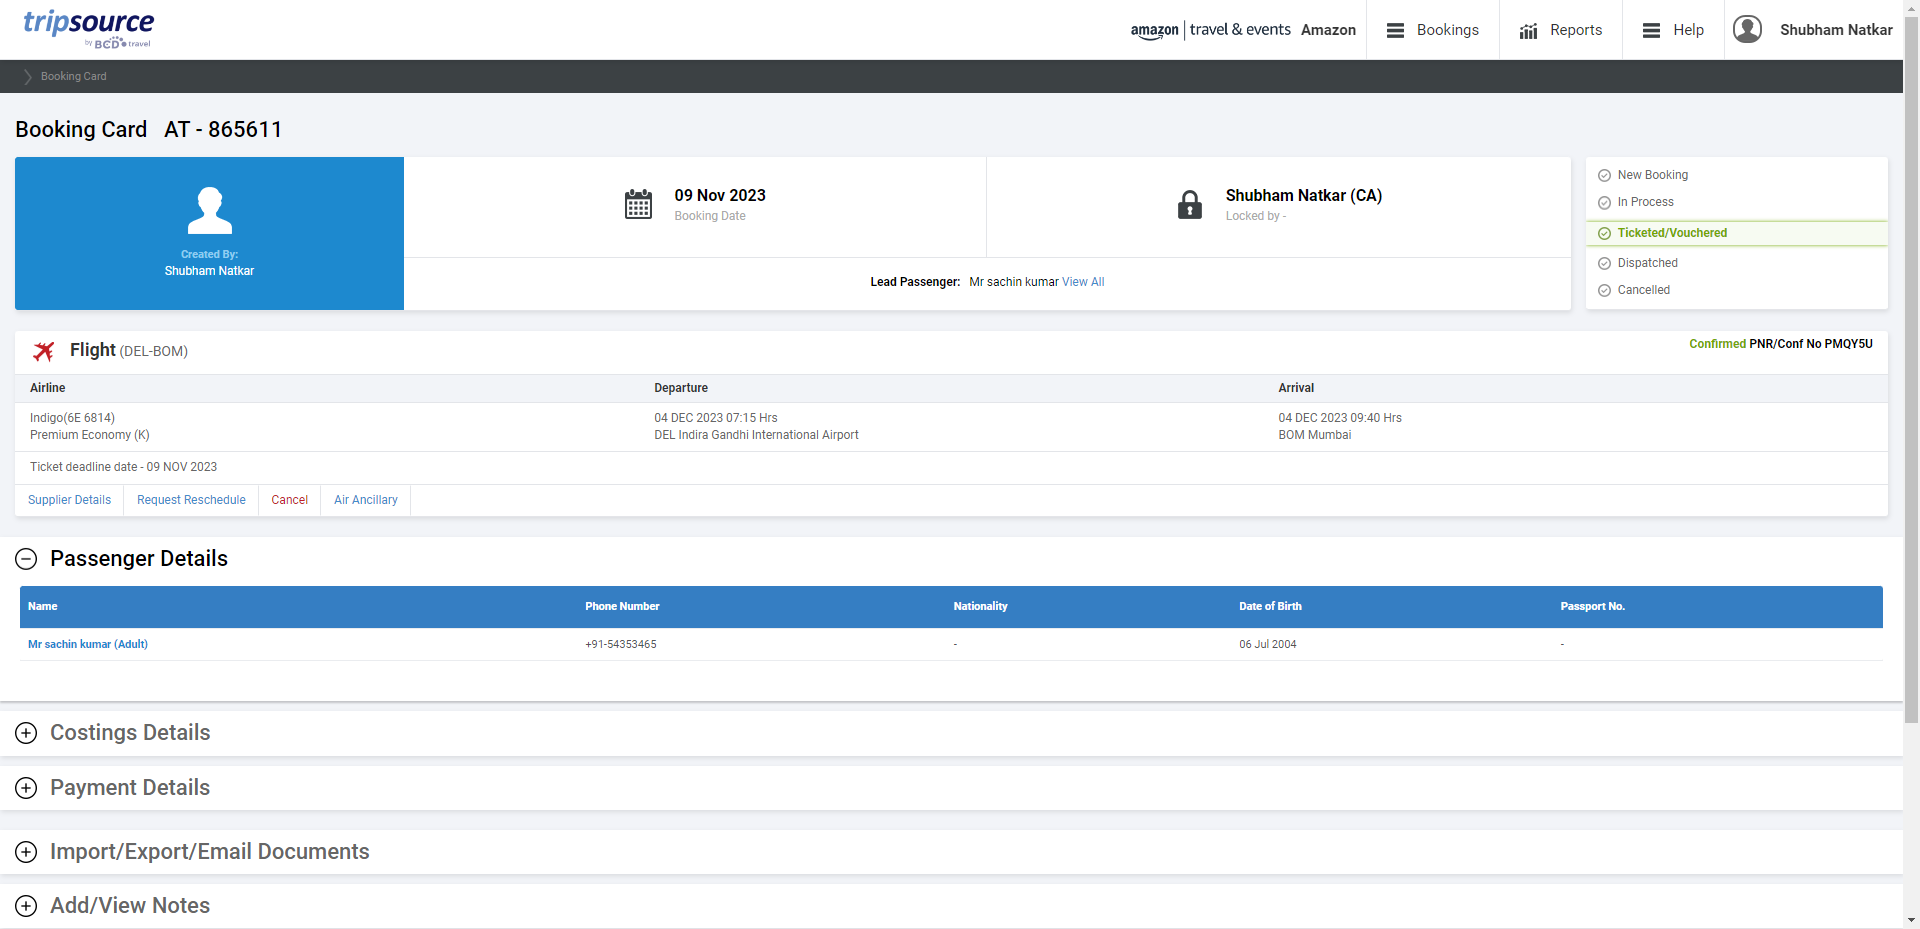 tripsource
by BCD travel
amazon travel & events Amazon
Bookings
Reports
Help
Shubham Natkar
Booking Card
Booking Card AT - 865611
Created By:
Shubham Natkar
09 Nov 2023
Booking Date
Shubham Natkar (CA)
Locked by -
Lead Passenger: Mr sachin kumar View All
New Booking
In Process
Ticketed/Vouchered
Dispatched
Cancelled
Flight (DEL-BOM)
Confirmed PNR/Conf No PMQY5U
Airline Departure Arrival
Indigo(6E 6814) 04 DEC 2023 07:15 Hrs 04 DEC 2023 09:40 Hrs
Premium Economy (K) DEL Indira Gandhi International Airport BOM Mumbai
Ticket deadline date - 09 NOV 2023
Supplier Details Request Reschedule Cancel Air Ancillary
Passenger Details
Name Phone Number Nationality Date of Birth Passport No.
Mr sachin kumar (Adult) +91-54353465 - 06 Jul 2004 -
Costings Details
Payment Details
Import/Export/Email Documents
Add/View Notes